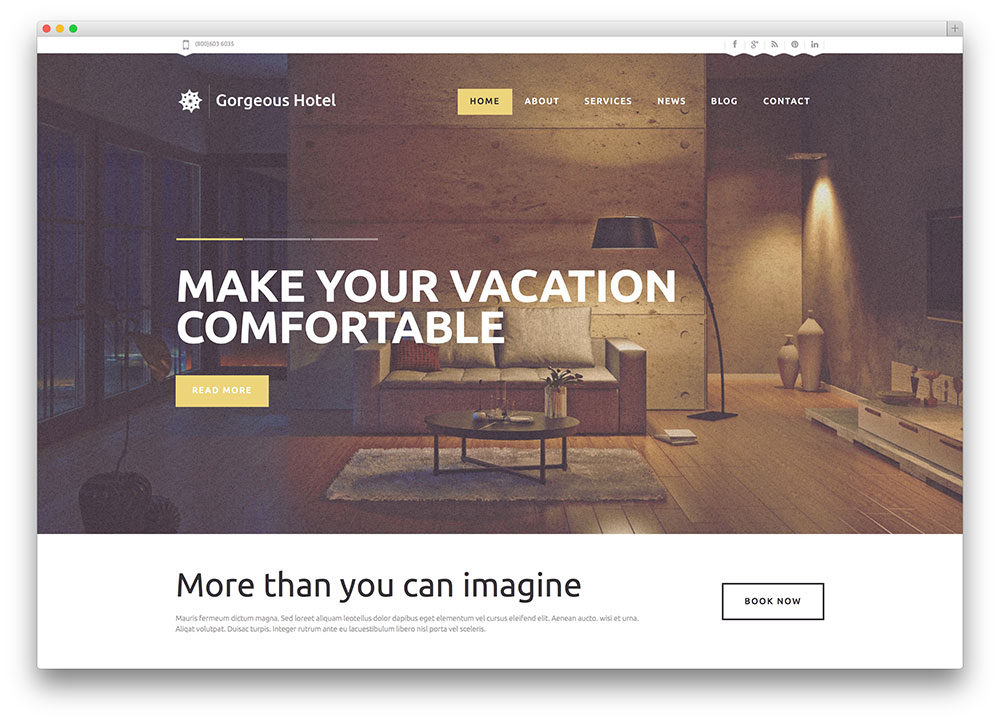 (800)603 6035
Gorgeous Hotel
HOME ABOUT SERVICES NEWS BLOG CONTACT
MAKE YOUR VACATION
COMFORTABLE
READ MORE
More than you can imagine
BOOK NOW
Mauris fermeum dictum magna. Sed loreet aliquam leotellus dolor dapibus eget elementum vel cursus eleifend elit. Aenean aucto. wisi et urna.
Aliqat volutpat. Duisac turpis. Integer rutrum ante eu lacuestibulum libero nisl porta vel sceleris.